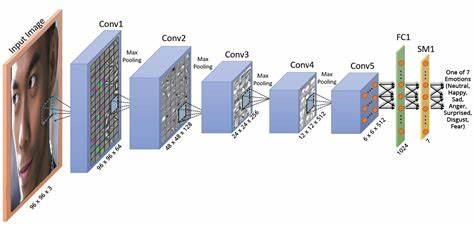 Input Image
Conv1
Max
Pooling
Conv2
Max
Pooling
Conv3
Max
Pooling
Conv4
Max
Pooling
Conv5
FC1
SM1
One of 7
Emotions
(Neutral,
Happy,
Sad,
Anger,
Surprised,
Disgust,
Fear)
96 x 96 x 3
96 x 96 x 64
48 x 48 x 128
24 x 24 x 256
12 x 12 x 512
6 x 6 x 512
1024
7